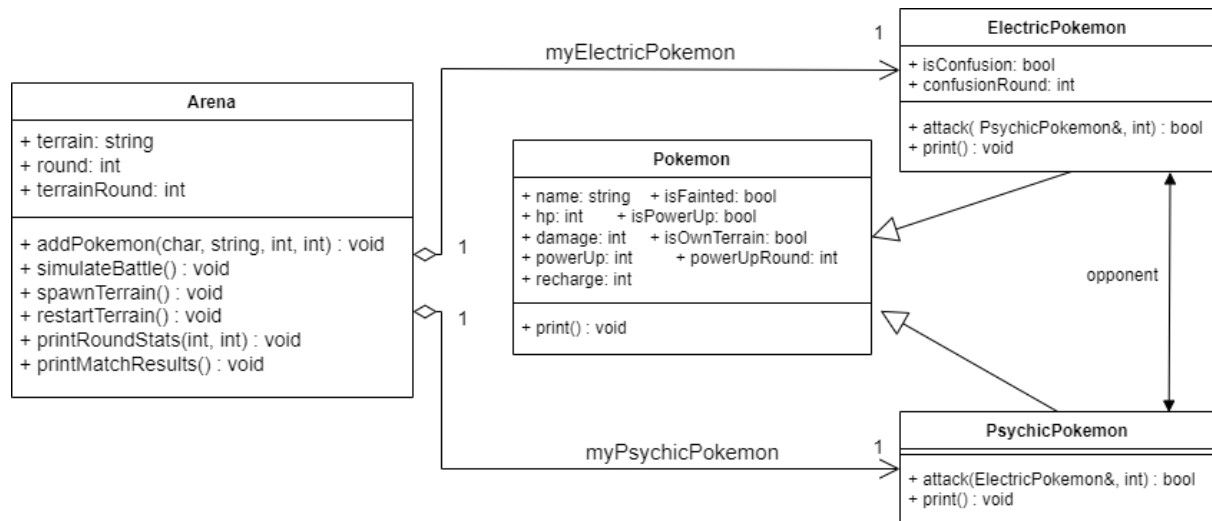 Arena
+ terrain: string
+ round: int
+ terrainRound: int
+ addPokemon(char, string, int, int) : void
+ simulateBattle() : void
+ spawnTerrain() : void
+ restartTerrain() : void
+ printRoundStats(int, int) : void
+ printMatchResults() : void
1
1
myElectricPokemon
1
Pokemon
+ name: string + isFainted: bool
+ hp: int + isPowerUp: bool
+ damage: int + isOwnTerrain: bool
+ powerUp: int + powerUpRound: int
+ recharge: int
+ print() : void
myPsychicPokemon
1
ElectricPokemon
+ isConfusion: bool
+ confusionRound: int
+ attack( PsychicPokemon&, int) : bool
+ print() : void
opponent
PsychicPokemon
+ attack(ElectricPokemon&, int) : bool
+ print() : void